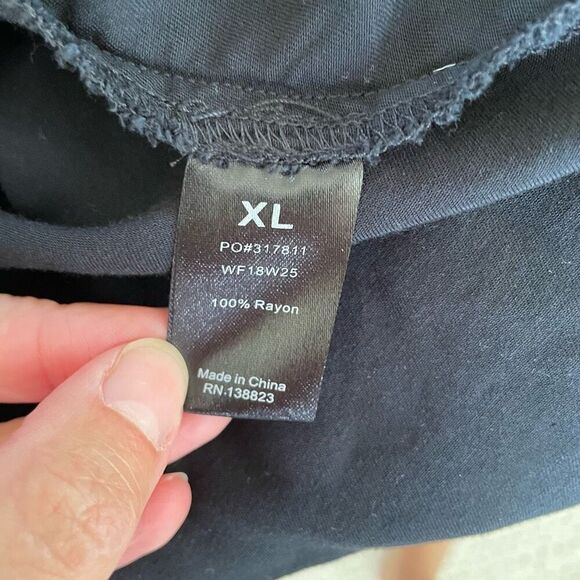 XL
PO#317811
WF18W25
100% Rayon
Made in China
RN.138823